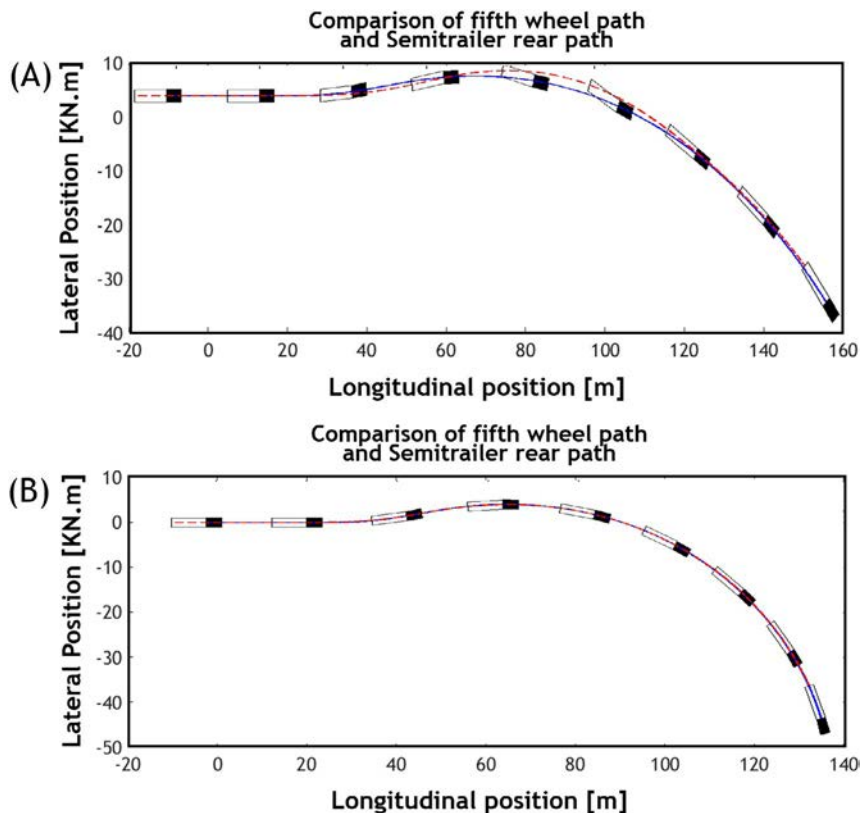 Comparison of fifth wheel path
and Semitrailer rear path
(A)
Lateral Position [KN.m]
10
0
-10
-20
-30
-40
-20 0 20 40 60 80 100 120 140 160
Longitudinal position [m]
Comparison of fifth wheel path
and Semitrailer rear path
(B)
Lateral Position [KN.m]
10
0
-10
-20
-30
-40
-50
-20 0 20 40 60 80 100 120 140
Longitudinal position [m]